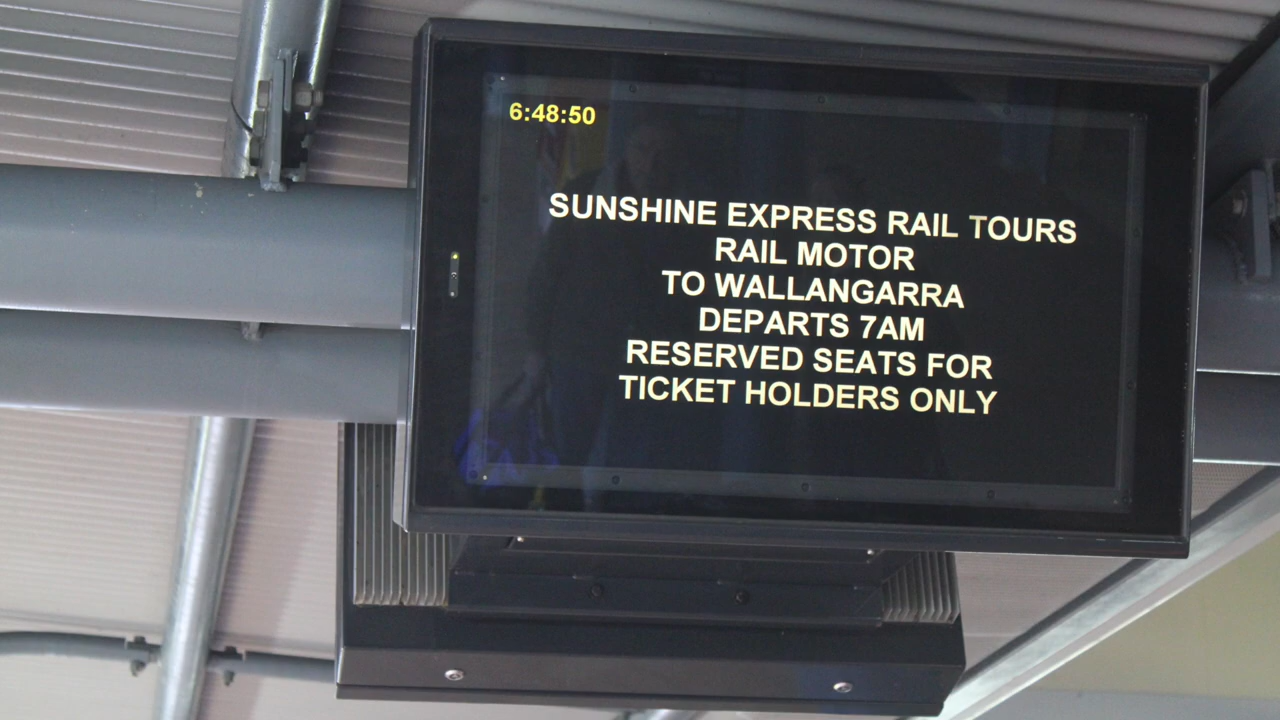 6:48:50
SUNSHINE EXPRESS RAIL TOURS
RAIL MOTOR
TO WALLANGARRA
DEPARTS 7AM
RESERVED SEATS FOR
TICKET HOLDERS ONLY